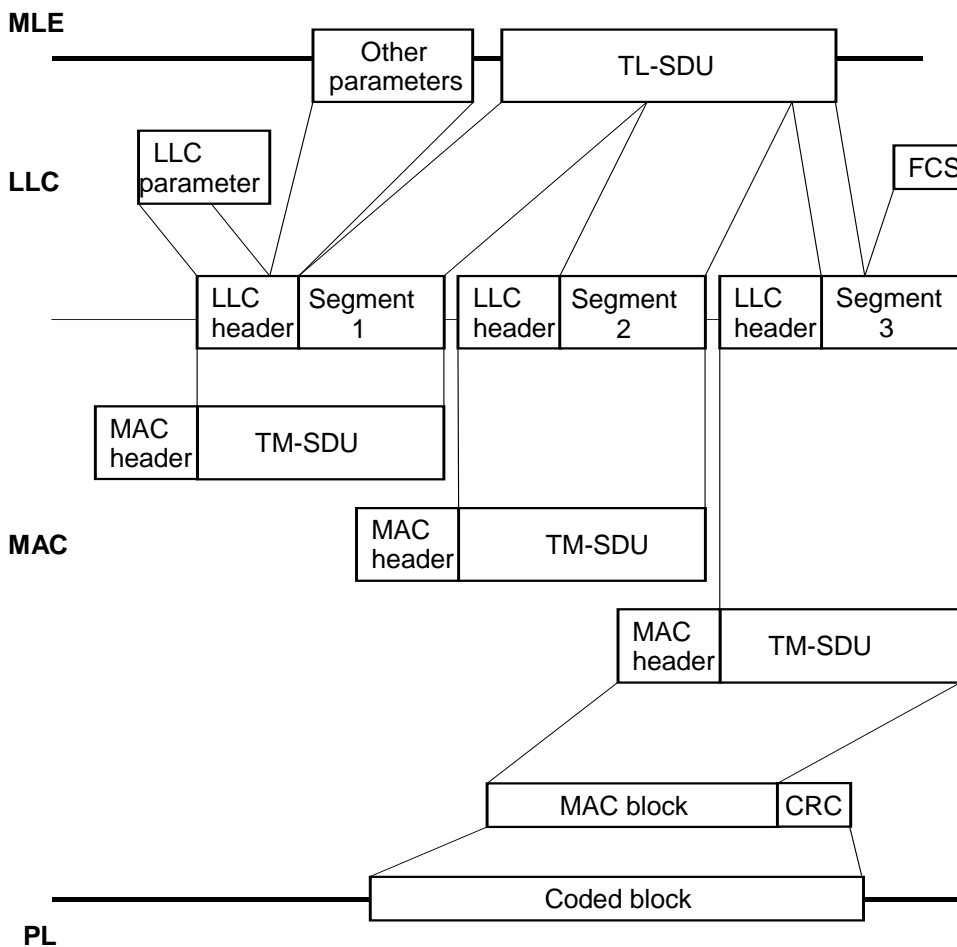 MLE
Other
parameters
TL-SDU
LLC
parameter
LLC
FCS
LLC
header
Segment
1
LLC
header
Segment
2
LLC
header
Segment
3
MAC
header
TM-SDU
MAC
MAC
header
TM-SDU
MAC
header
TM-SDU
MAC block
CRC
Coded block
PL